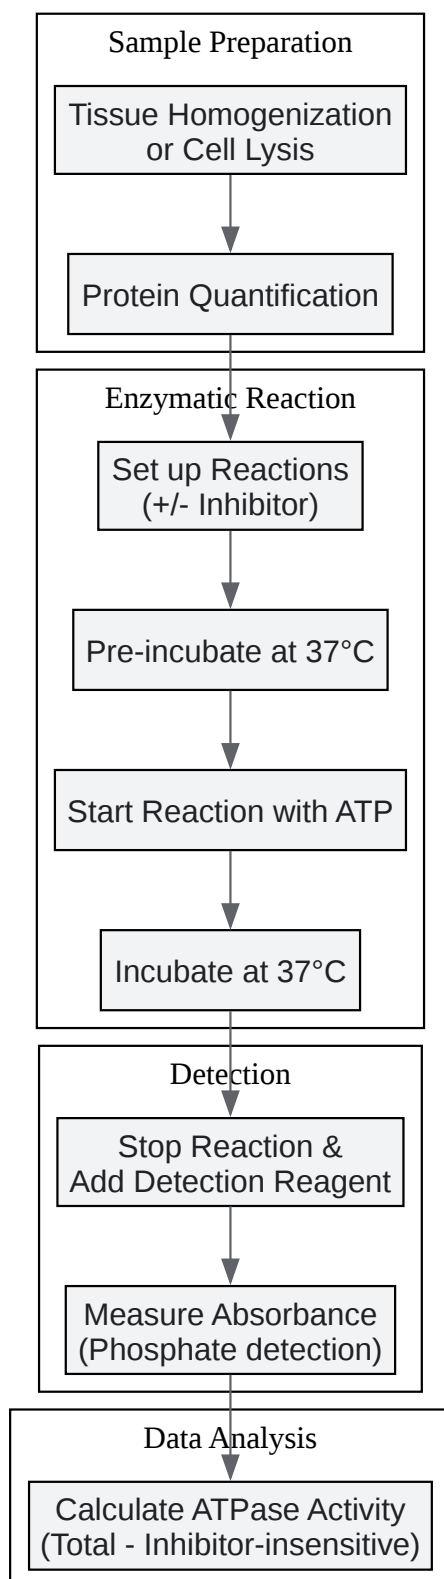 Sample Preparation
Tissue Homogenization
or Cell Lysis
Protein Quantification
Enzymatic Reaction
Set up Reactions
(+/- Inhibitor)
Pre-incubate at 37°C
Start Reaction with ATP
Incubate at 37°C
Detection
Stop Reaction &
Add Detection Reagent
Measure Absorbance
(Phosphate detection)
Data Analysis
Calculate ATPase Activity
(Total - Inhibitor-insensitive)